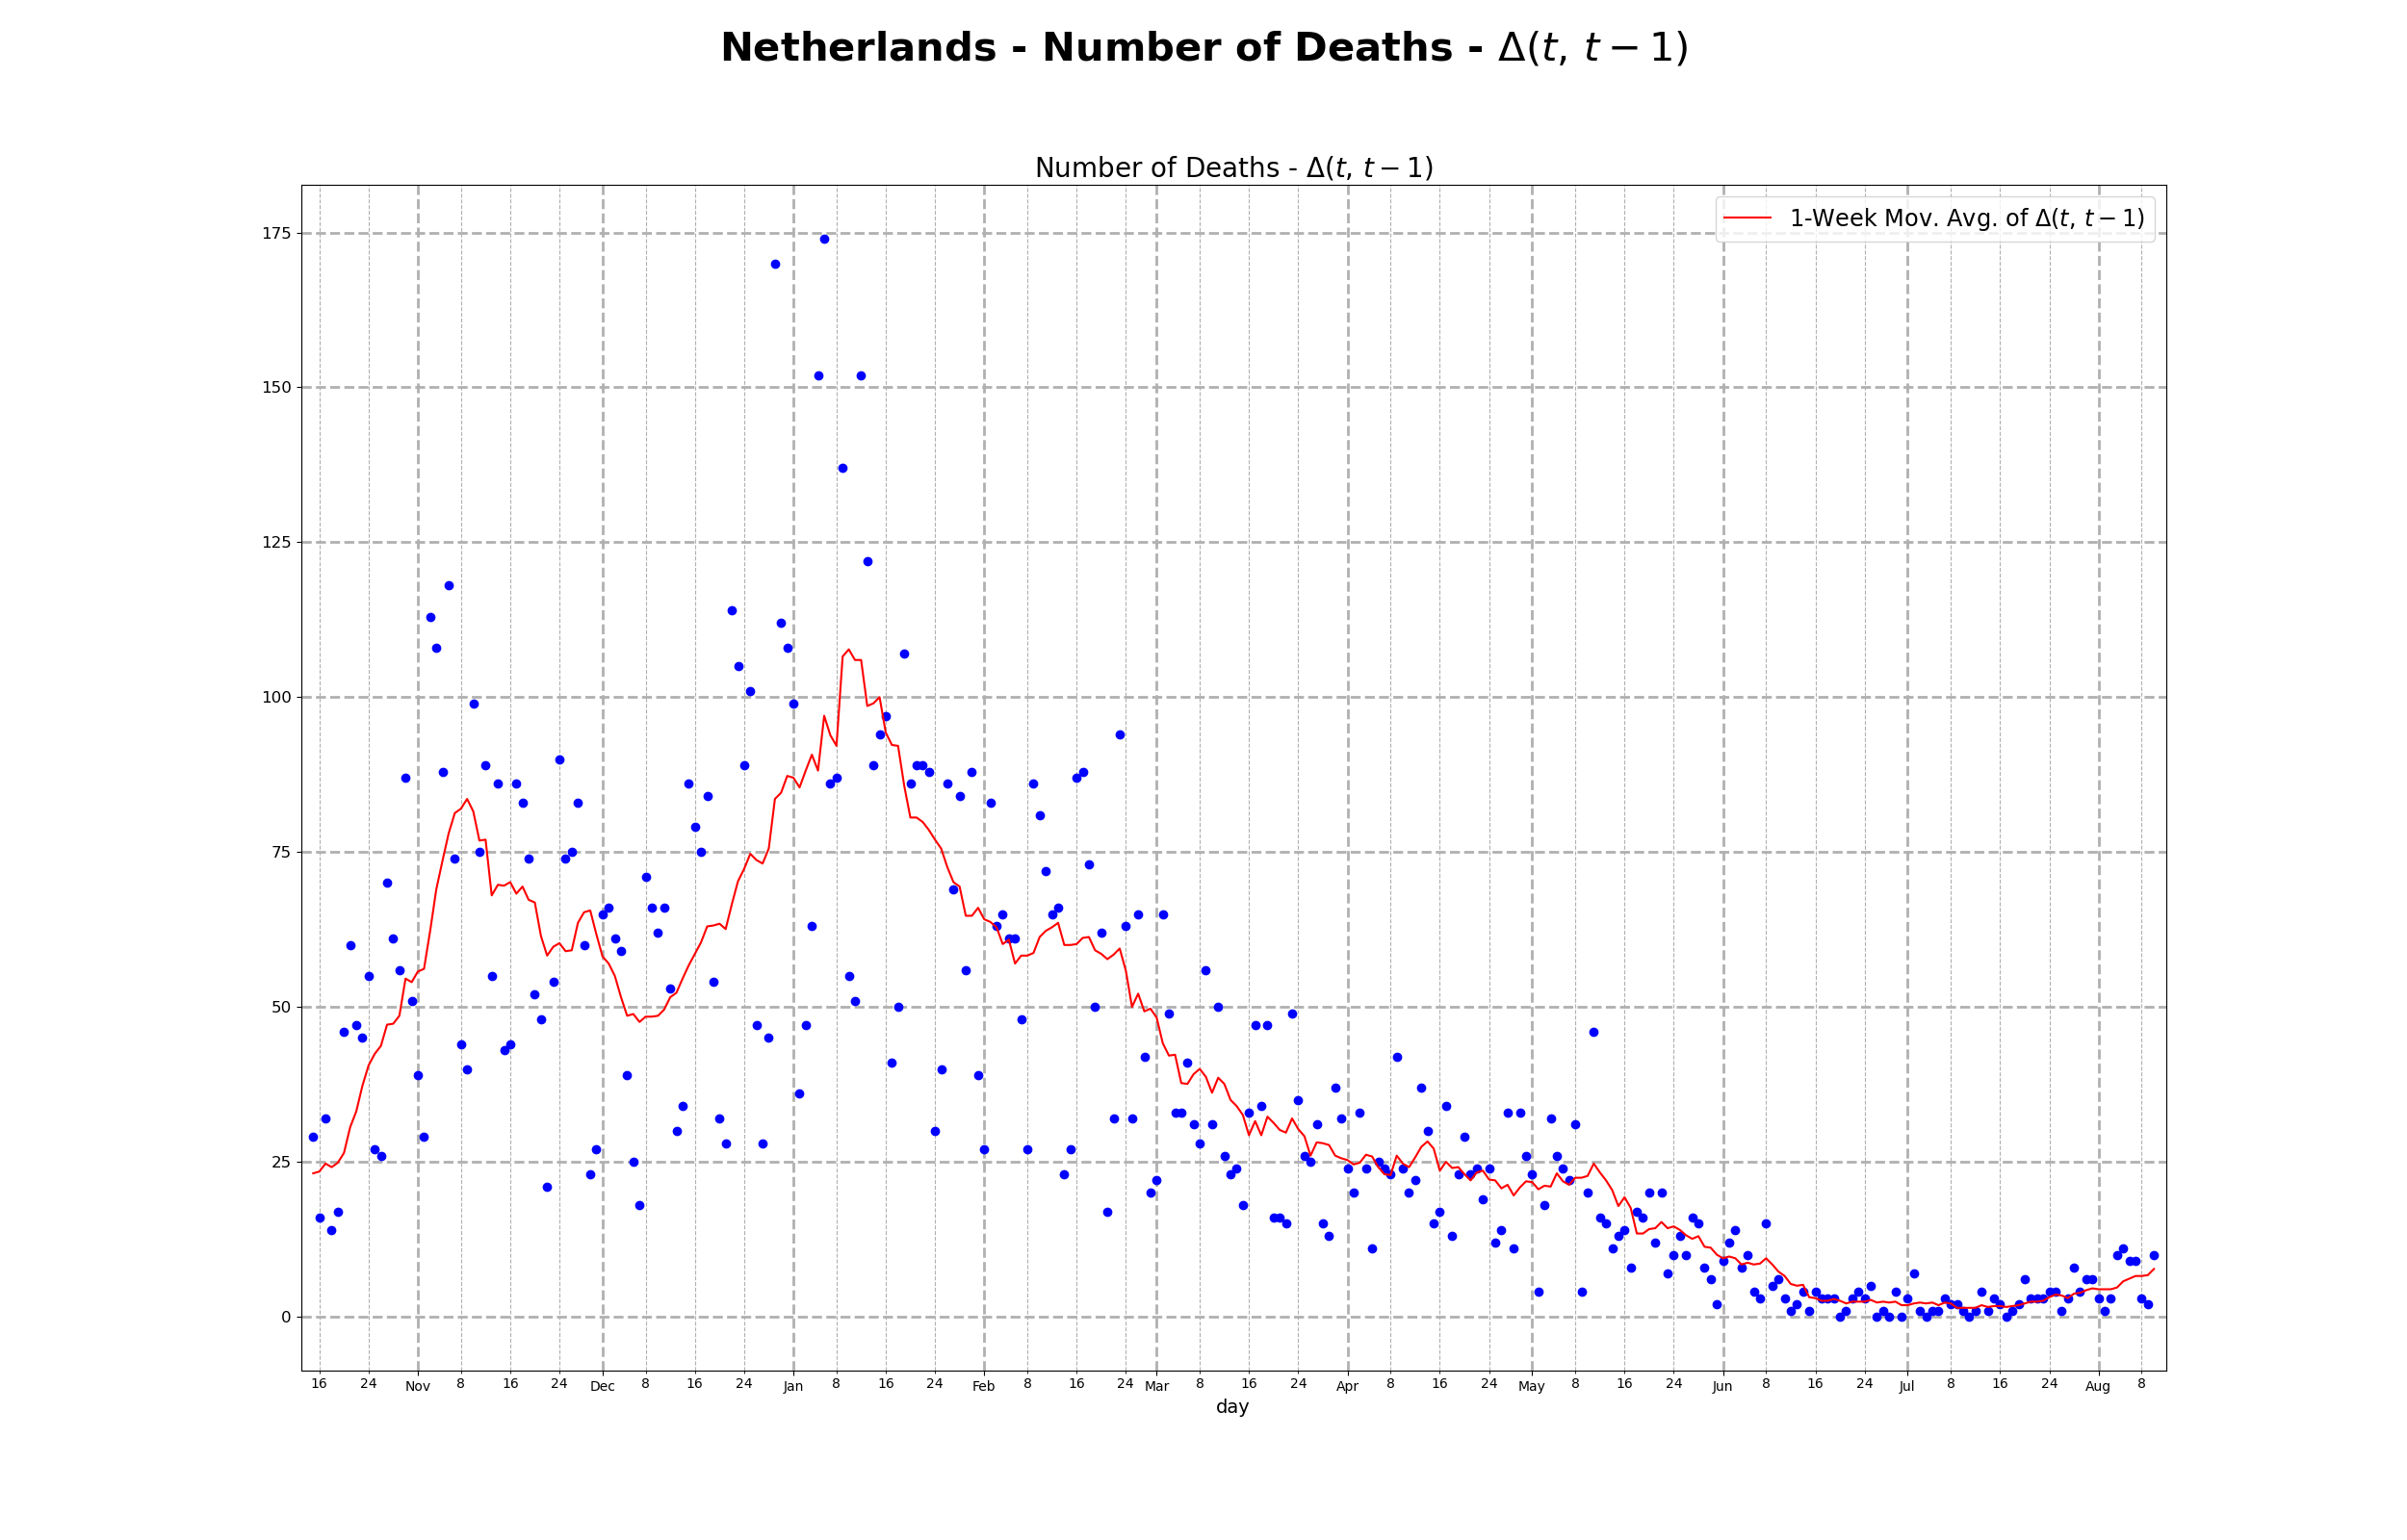 Netherlands - Number of Deaths - Δ(t, t − 1)
Number of Deaths - Δ(t, t − 1)
1-Week Mov. Avg. of Δ(t, t − 1)
175
150
125
100
75
50
25
0
16 24 Nov 8 16 24 Dec 8 16 24 Jan 8 16 24 Feb 8 16 24 Mar 8 16 24 Apr 8 16 24 May 8 16 24 Jun 8 16 24 Jul 8 16 24 Aug 8
day